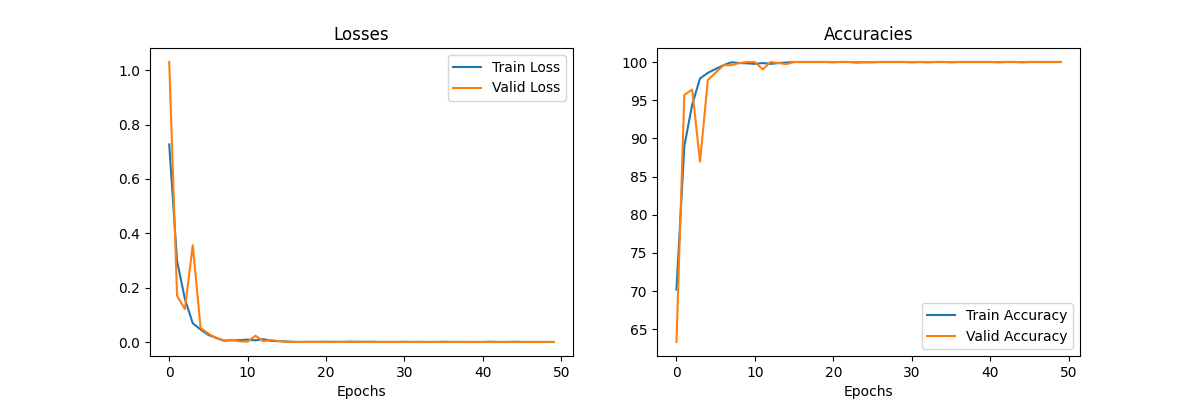 Losses
1.0
0.8
0.6
0.4
0.2
0.0
0 10 20 30 40 50
Epochs
Train Loss
Valid Loss
Accuracies
100
95
90
85
80
75
70
65
0 10 20 30 40 50
Epochs
Train Accuracy
Valid Accuracy